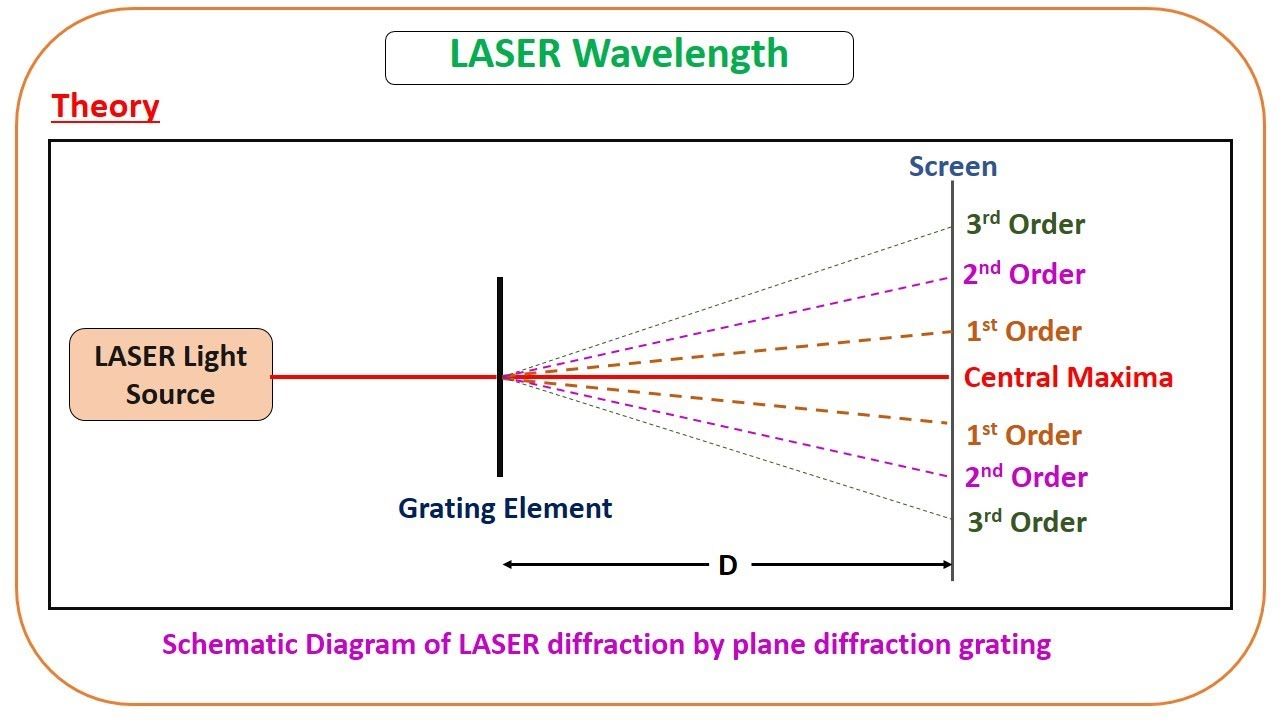 LASER Wavelength
Theory
Screen
3rd Order
2nd Order
1st Order
LASER Light
Source
Central Maxima
1st Order
2nd Order
3rd Order
Grating Element
D
Schematic Diagram of LASER diffraction by plane diffraction grating